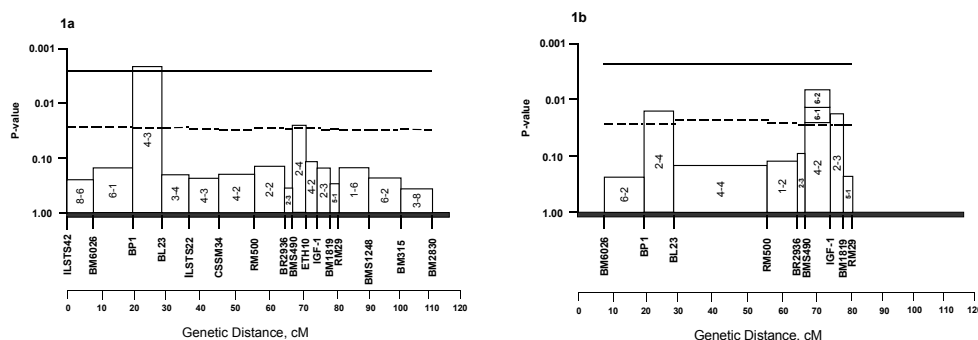 1a
0.001
0.01
0.10
1.00
P-value
8-6
6-1
4-3
3-4
4-3
4-2
2-2
2-3
2-4
4-2
2-3
5-1
1-6
6-2
3-8
ILSTS42
BM6026
BP1
BL23
ILSTS22
CSSM34
RM500
BR2936
BMS490
ETH10
IGF-1
BM1819
RM29
BMS1248
BM315
BM2830
0 10 20 30 40 50 60 70 80 90 100 110 120
Genetic Distance, cM
1b
0.001
0.01
0.10
1.00
P-value
6-2
2-4
4-4
1-2
2-3
6-2
6-1
4-2
2-3
5-1
BM6026
BP1
BL23
RM500
BR2936
BMS490
IGF-1
BM1819
RM29
0 10 20 30 40 50 60 70 80 90 100 110 120
Genetic Distance, cM